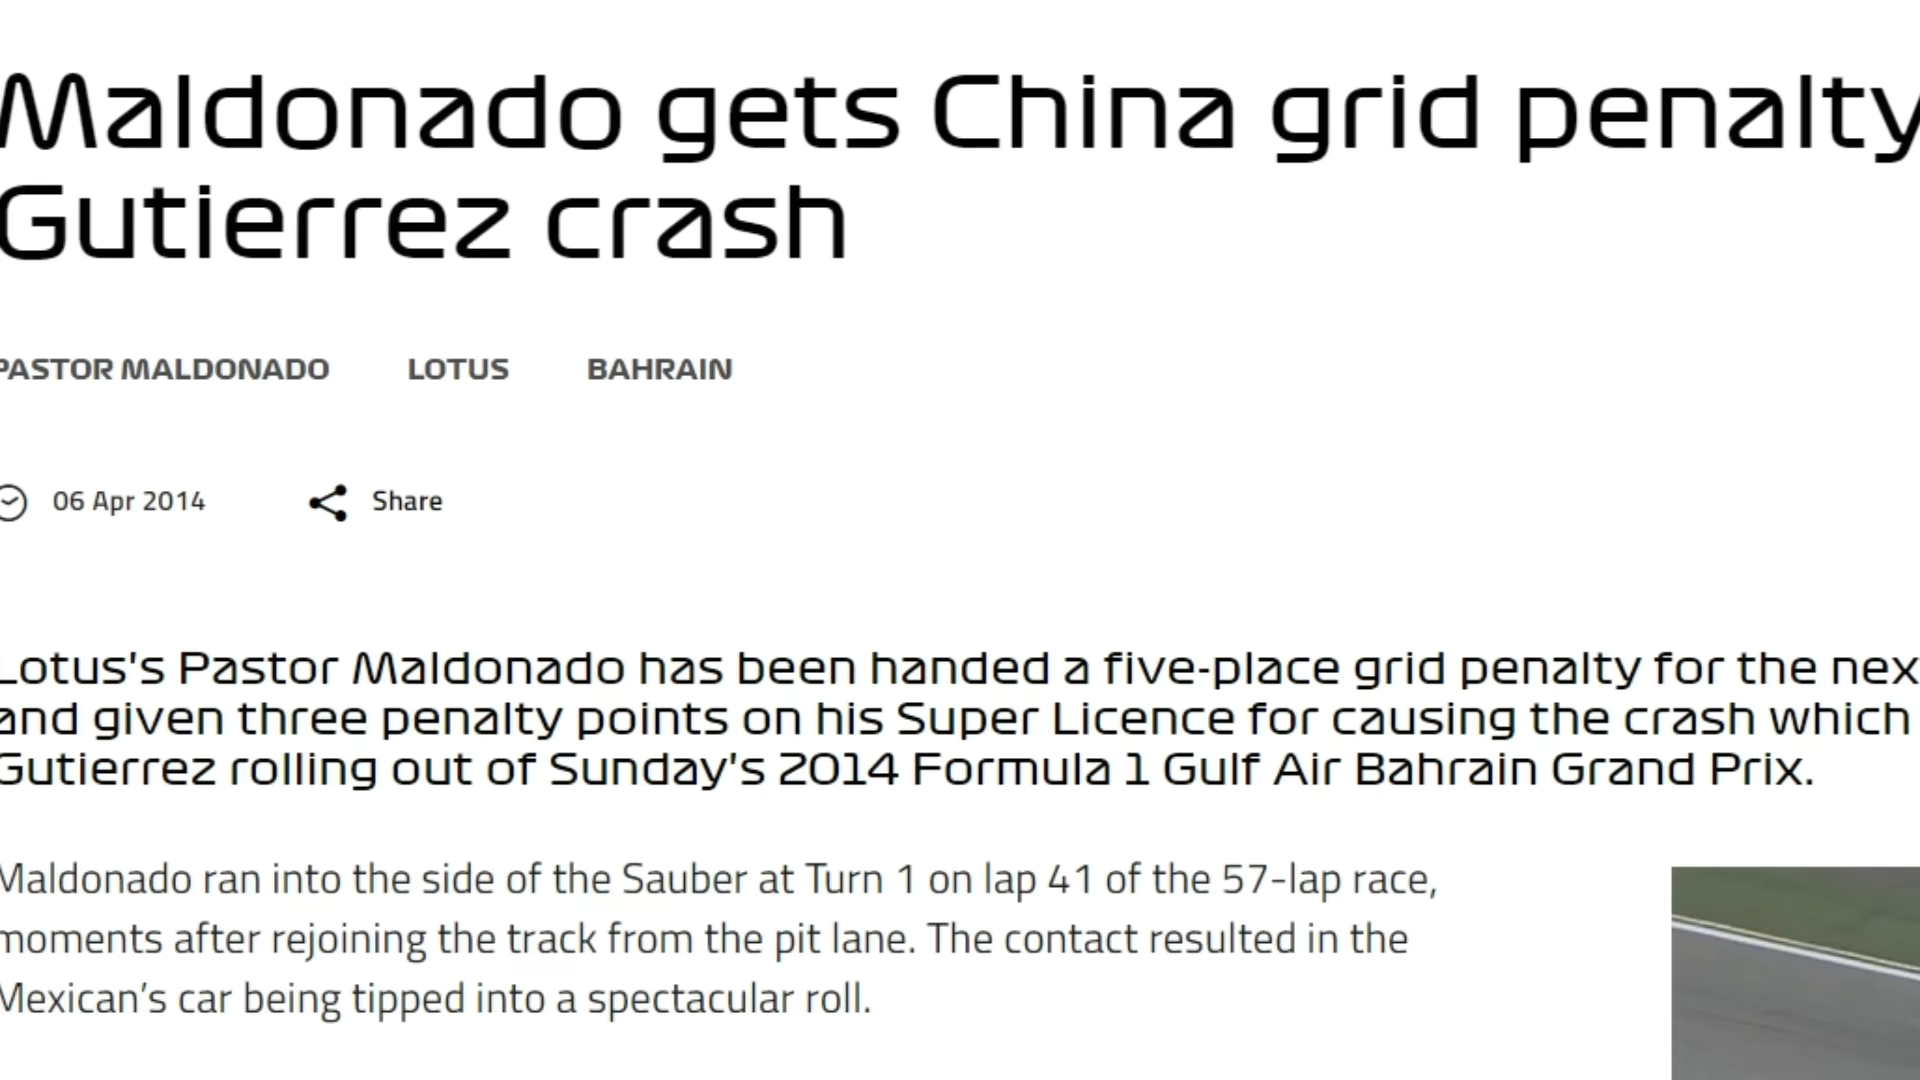 Maldonado gets China grid penalty
Gutierrez crash
PASTOR MALDONADO LOTUS BAHRAIN
06 Apr 2014 Share
Lotus's Pastor Maldonado has been handed a five-place grid penalty for the nex
and given three penalty points on his Super Licence for causing the crash which
Gutierrez rolling out of Sunday's 2014 Formula 1 Gulf Air Bahrain Grand Prix.
Maldonado ran into the side of the Sauber at Turn 1 on lap 41 of the 57-lap race,
moments after rejoining the track from the pit lane. The contact resulted in the
Mexican’s car being tipped into a spectacular roll.